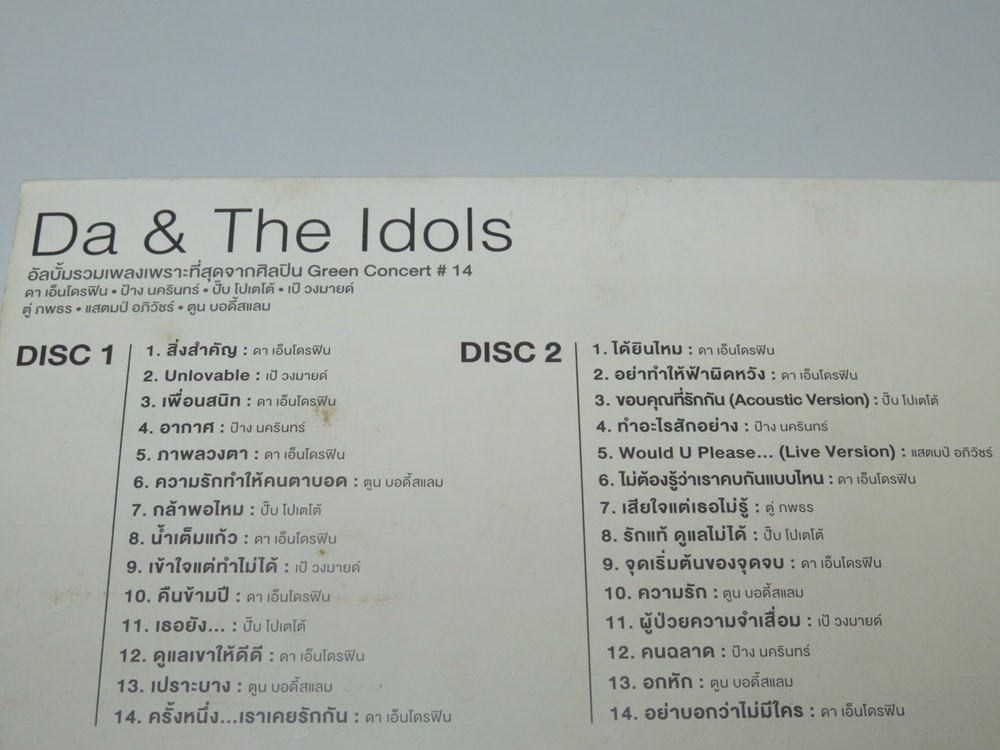 Da & The Idols
อัลบั้มรวมเพลงเพราะที่สุดจากศิลปิน Green Concert # 14
ดา เอ็นโดรฟิน • ป้าง นครินทร์ • ปั๊บ โปเตโต้ • เป้ วงมายด์
ตู่ ภพธร • แสตมป์ อภิวัชร์ • ตูน บอดี้สแลม
DISC 1
1. สิ่งสำคัญ : ดา เอ็นโดรฟิน
2. Unlovable : เป้ วงมายด์
3. เพื่อนสนิท : ดา เอ็นโดรฟิน
4. อากาศ : ป้าง นครินทร์
5. ภาพลวงตา : ดา เอ็นโดรฟิน
6. ความรักทำให้คนตาบอด : ตูน บอดี้สแลม
7. กล้าพอไหม : ปั๊บ โปเตโต้
8. น้ำเต็มแก้ว : ดา เอ็นโดรฟิน
9. เข้าใจแต่ทำไม่ได้ : เป้ วงมายด์
10. คืนข้ามปี : ดา เอ็นโดรฟิน
11. เธอยัง... : ปั๊บ โปเตโต้
12. ดูแลเขาให้ดีดี : ดา เอ็นโดรฟิน
13. เปราะบาง : ตูน บอดี้สแลม
14. ครั้งหนึ่ง...เราเคยรักกัน : ดา เอ็นโดรฟิน
DISC 2
1. ได้ยินไหม : ดา เอ็นโดรฟิน
2. อย่าทำให้ฟ้าผิดหวัง : ดา เอ็นโดรฟิน
3. ขอบคุณที่รักกัน (Acoustic Version) : ปั๊บ โปเตโต้
4. ทำอะไรสักอย่าง : ป้าง นครินทร์
5. Would U Please... (Live Version) : แสตมป์ อภิวัชร์
6. ไม่ต้องรู้ว่าเราคบกันแบบไหน : ดา เอ็นโดรฟิน
7. เสียใจแต่เธอไม่รู้ : ตู่ ภพธร
8. รักแท้ ดูแลไม่ได้ : ปั๊บ โปเตโต้
9. จุดเริ่มต้นของจุดจบ : ดา เอ็นโดรฟิน
10. ความรัก : ตูน บอดี้สแลม
11. ผู้ป่วยความจำเสื่อม : เป้ วงมายด์
12. คนฉลาด : ป้าง นครินทร์
13. อกหัก : ตูน บอดี้สแลม
14. อย่าบอกว่าไม่มีใคร : ดา เอ็นโดรฟิน